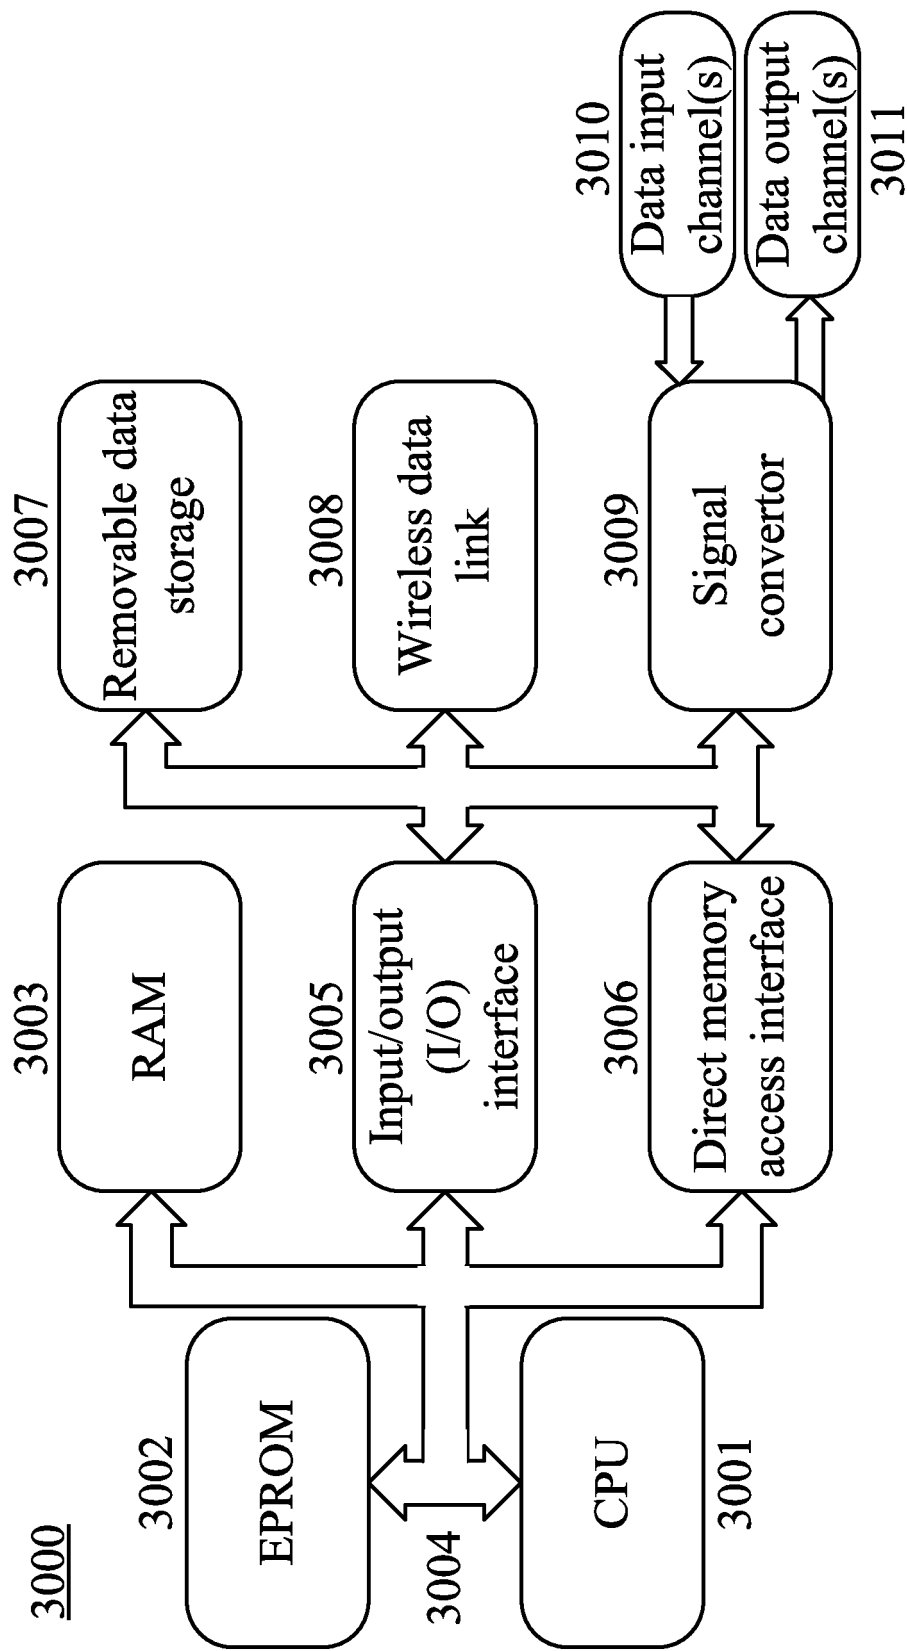 3000
3002
EPROM
3004
CPU
3001
3003
RAM
3005
Input/output
(I/O)
interface
3006
Direct memory
access interface
3007
Removable data
storage
3008
Wireless data
link
3009
Signal
convertor
3010
Data input
channel(s)
Data output
channel(s)
3011